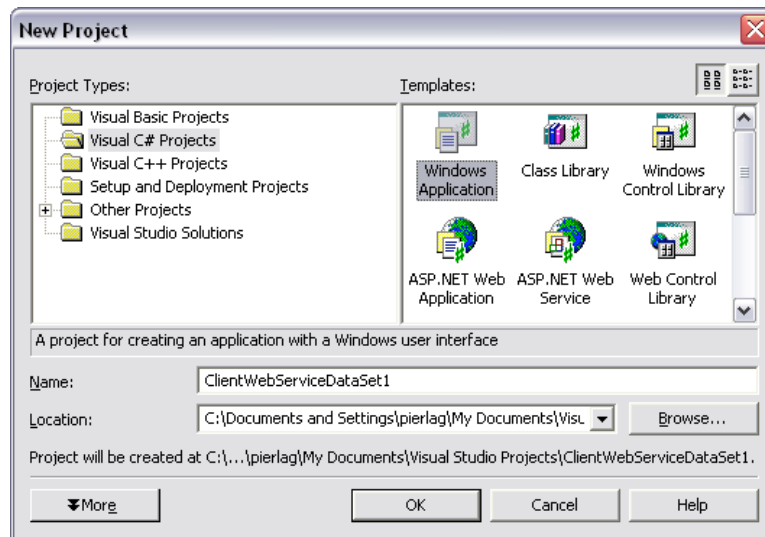 New Project
Project Types:
Templates:
Visual Basic Projects
Visual C# Projects
Visual C++ Projects
Setup and Deployment Projects
Other Projects
Visual Studio Solutions
Windows Application
Class Library
Windows Control Library
ASP.NET Web Application
ASP.NET Web Service
Web Control Library
A project for creating an application with a Windows user interface
Name:
ClientWebServiceDataSet1
Location:
C:\Documents and Settings\pierlag\My Documents\Visu
Browse...
Project will be created at C:\...\pierlag\My Documents\Visual Studio Projects\ClientWebServiceDataSet1.
More
OK
Cancel
Help